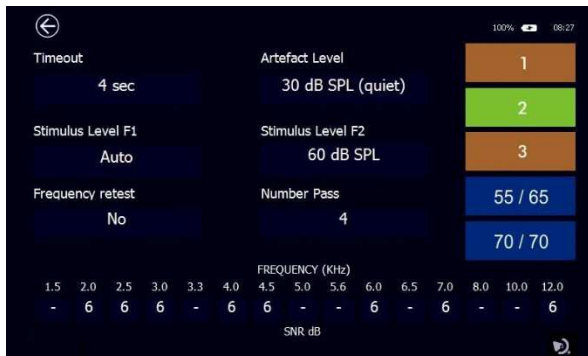 100% 08:27
Timeout
4 sec
Artefact Level
30 dB SPL (quiet)
Stimulus Level F1
Auto
Stimulus Level F2
60 dB SPL
Frequency retest
No
Number Pass
4
1
2
3
55 / 65
70 / 70
FREQUENCY (KHz)
1.5 2.0 2.5 3.0 3.3 4.0 4.5 5.0 5.6 6.0 6.5 7.0 8.0 10.0 12.0
- 6 6 6 - 6 6 - - 6 - 6 - - 6
SNR dB